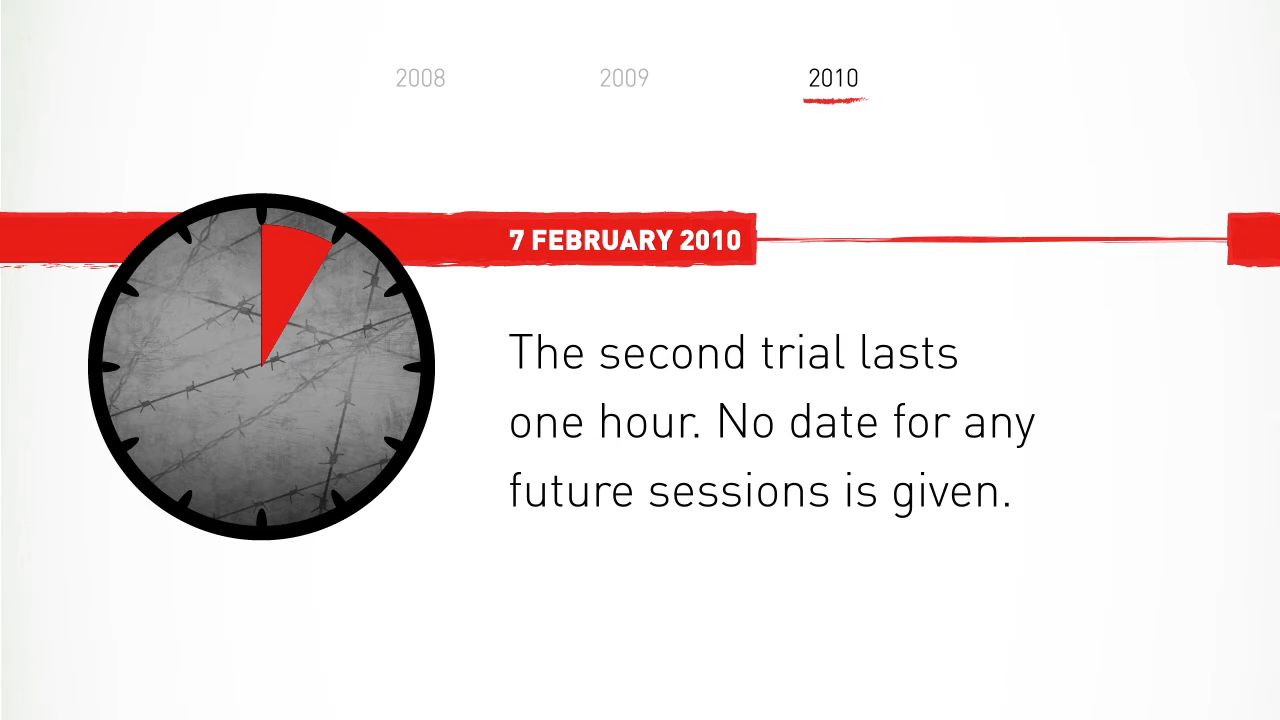 2008 2009 2010
7 FEBRUARY 2010
The second trial lasts
one hour. No date for any
future sessions is given.